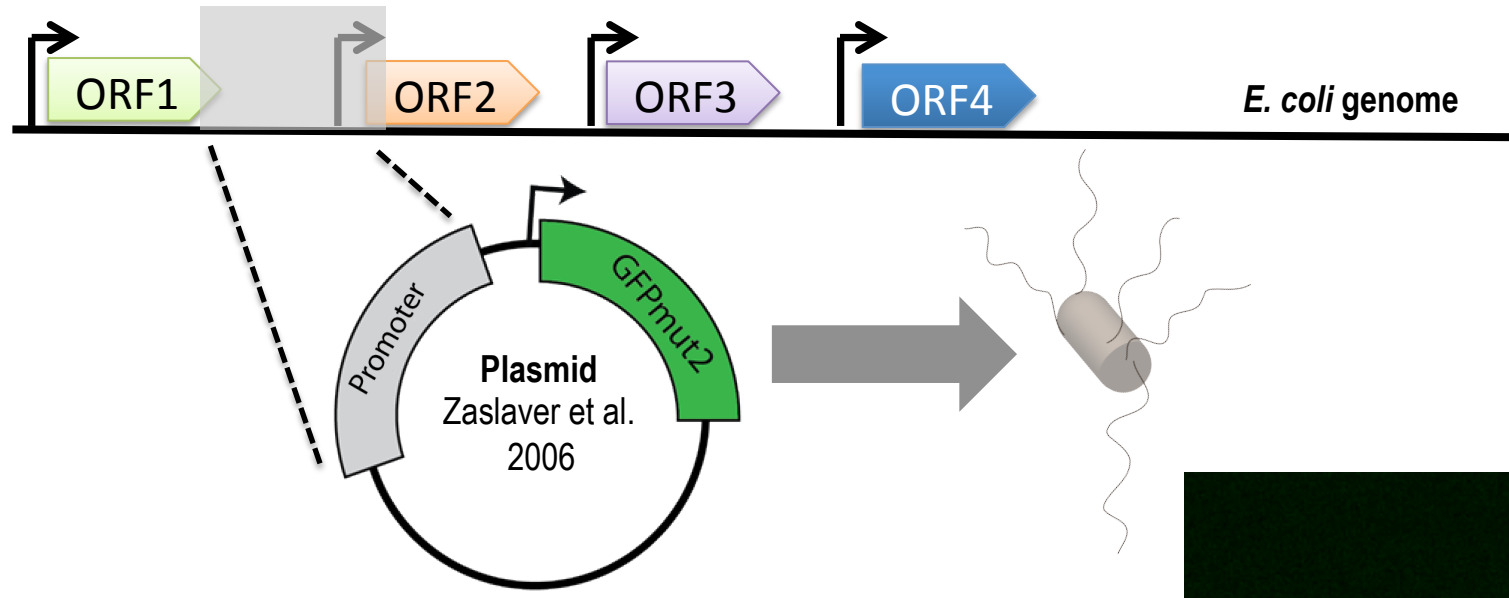 ORF1
ORF2
ORF3
ORF4
E. coli genome
Promoter
GFPmut2
Plasmid
Zaslaver et al.
2006